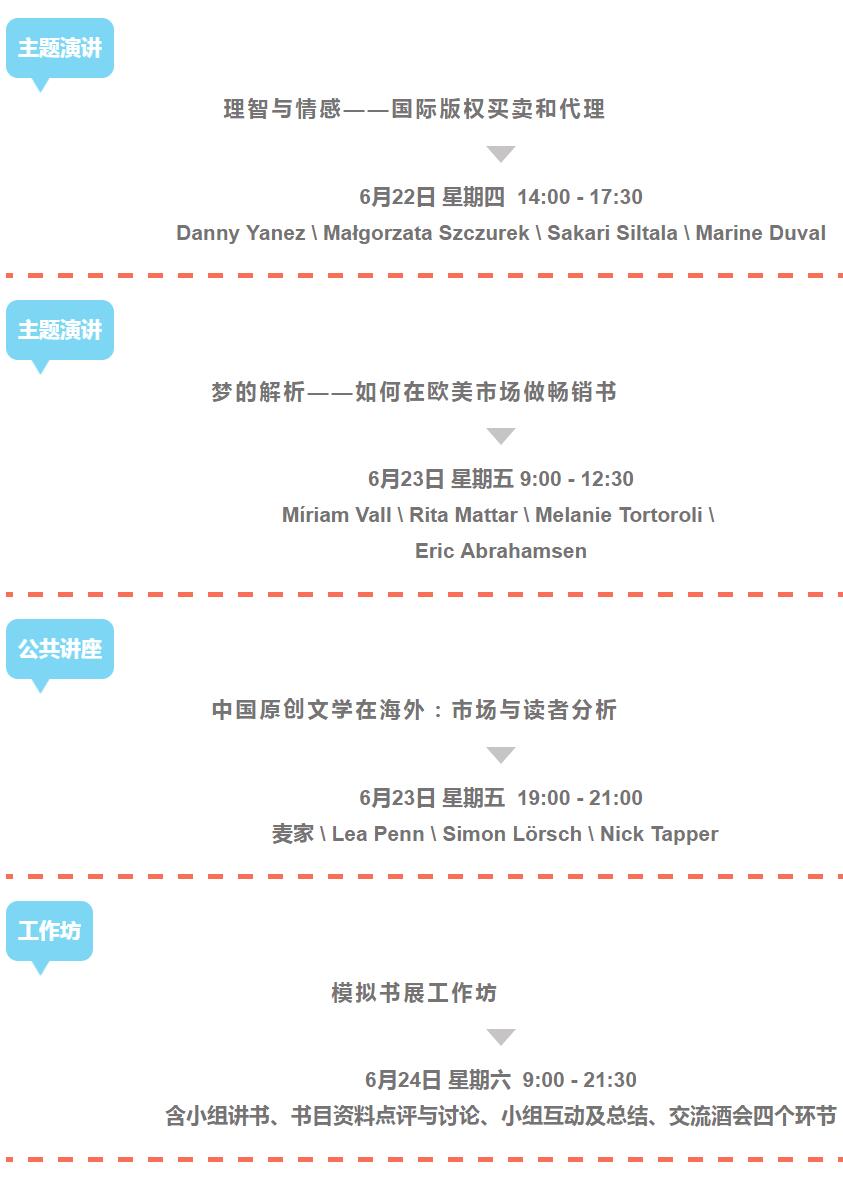 主题演讲
理智与情感——国际版权买卖和代理
6月22日 星期四 14:00 - 17:30
Danny Yanez \ Małgorzata Szczurek \ Sakari Siltala \ Marine Duval
主题演讲
梦的解析——如何在欧美市场做畅销书
6月23日 星期五 9:00 - 12:30
Míriam Vall \ Rita Mattar \ Melanie Tortoroli \
Eric Abrahamsen
公共讲座
中国原创文学在海外：市场与读者分析
6月23日 星期五 19:00 - 21:00
麦家 \ Lea Penn \ Simon Lörsch \ Nick Tapper
工作坊
模拟书展工作坊
6月24日 星期六 9:00 - 21:30
含小组讲书、书目资料点评与讨论、小组互动及总结、交流酒会四个环节